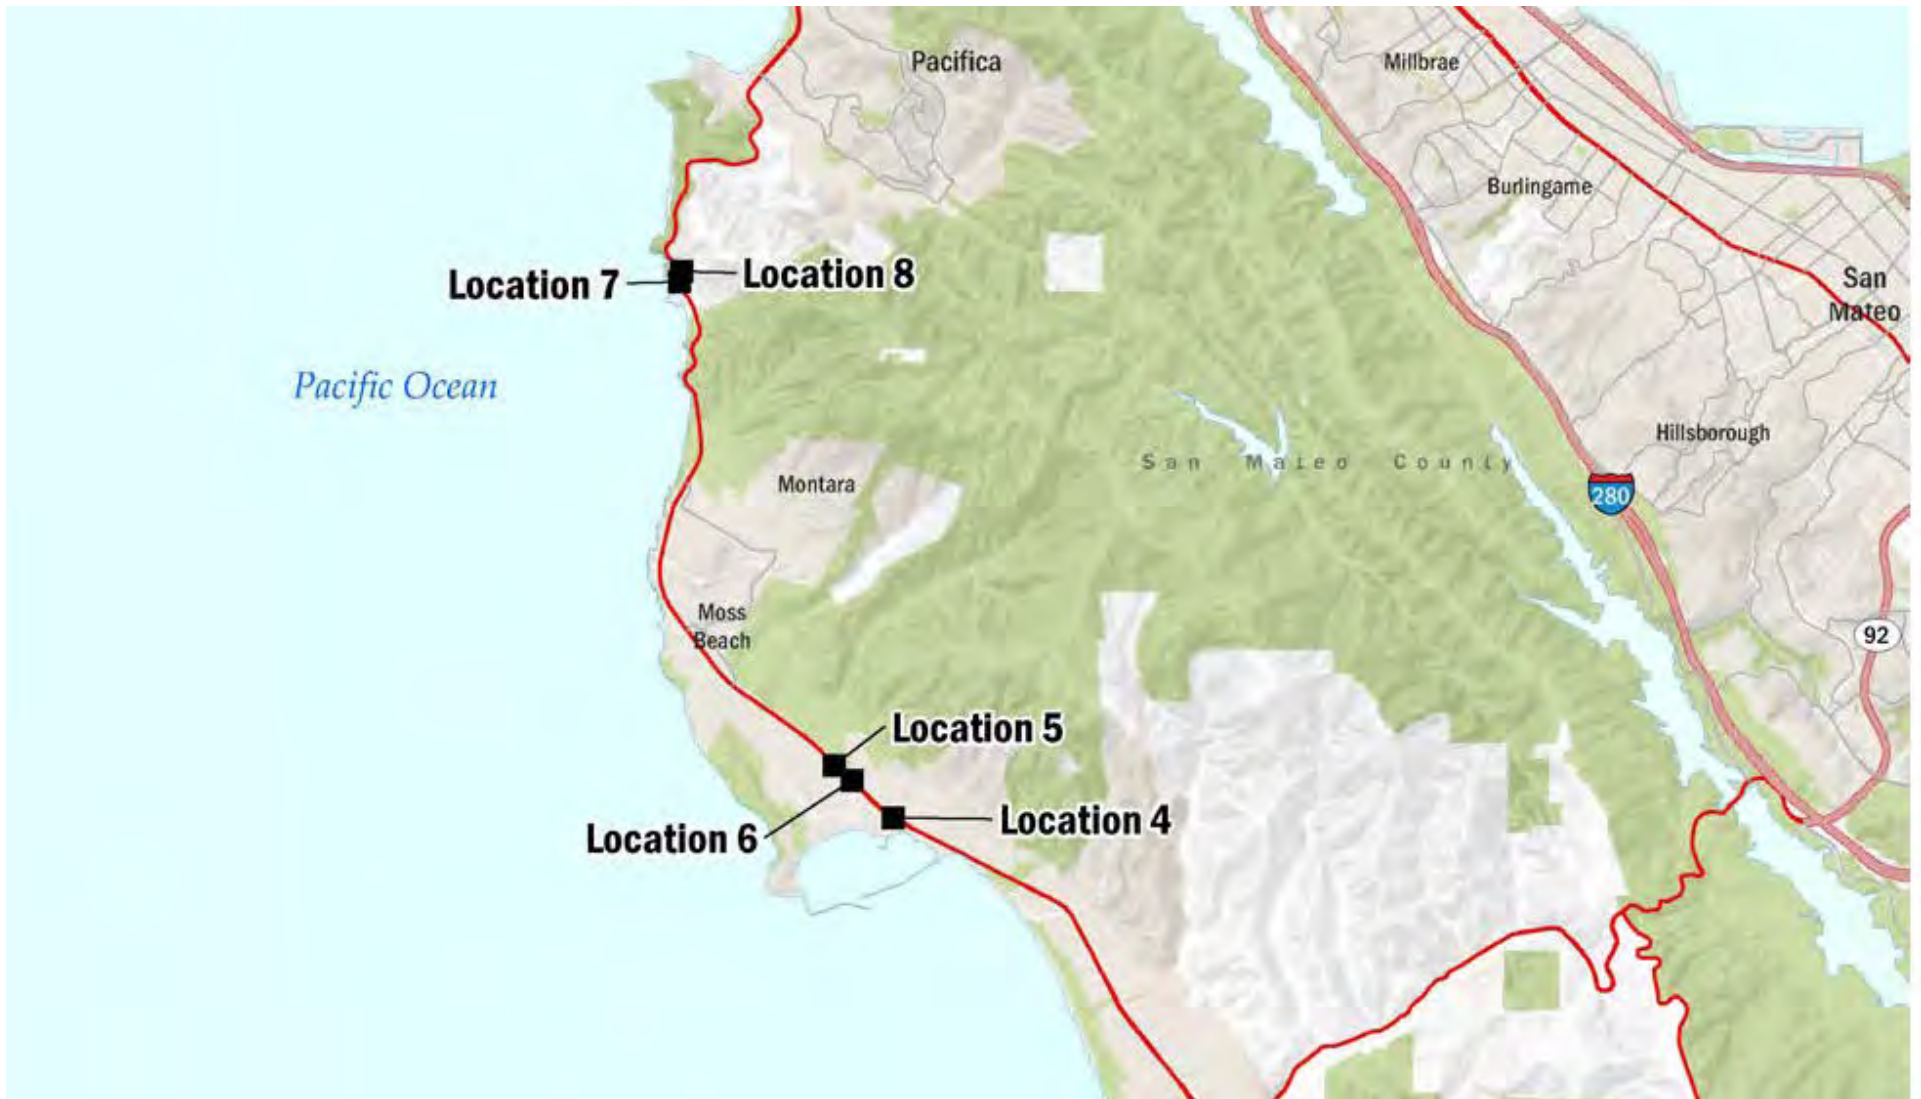 Pacifica
Millbrae
Burlingame
Location 7
Location 8
San
Mateo
Pacific Ocean
Hillsborough
San Mateo County
Montara
280
Moss
Beach
92
Location 5
Location 4
Location 6